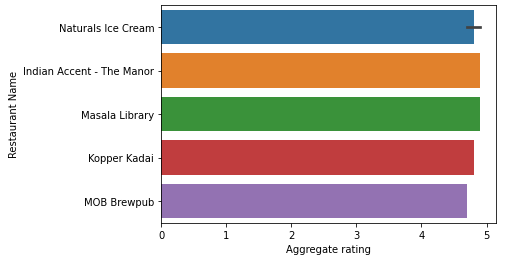 Restaurant Name
Naturals Ice Cream
Indian Accent - The Manor
Masala Library
Kopper Kadai
MOB Brewpub
0 1 2 3 4 5
Aggregate rating